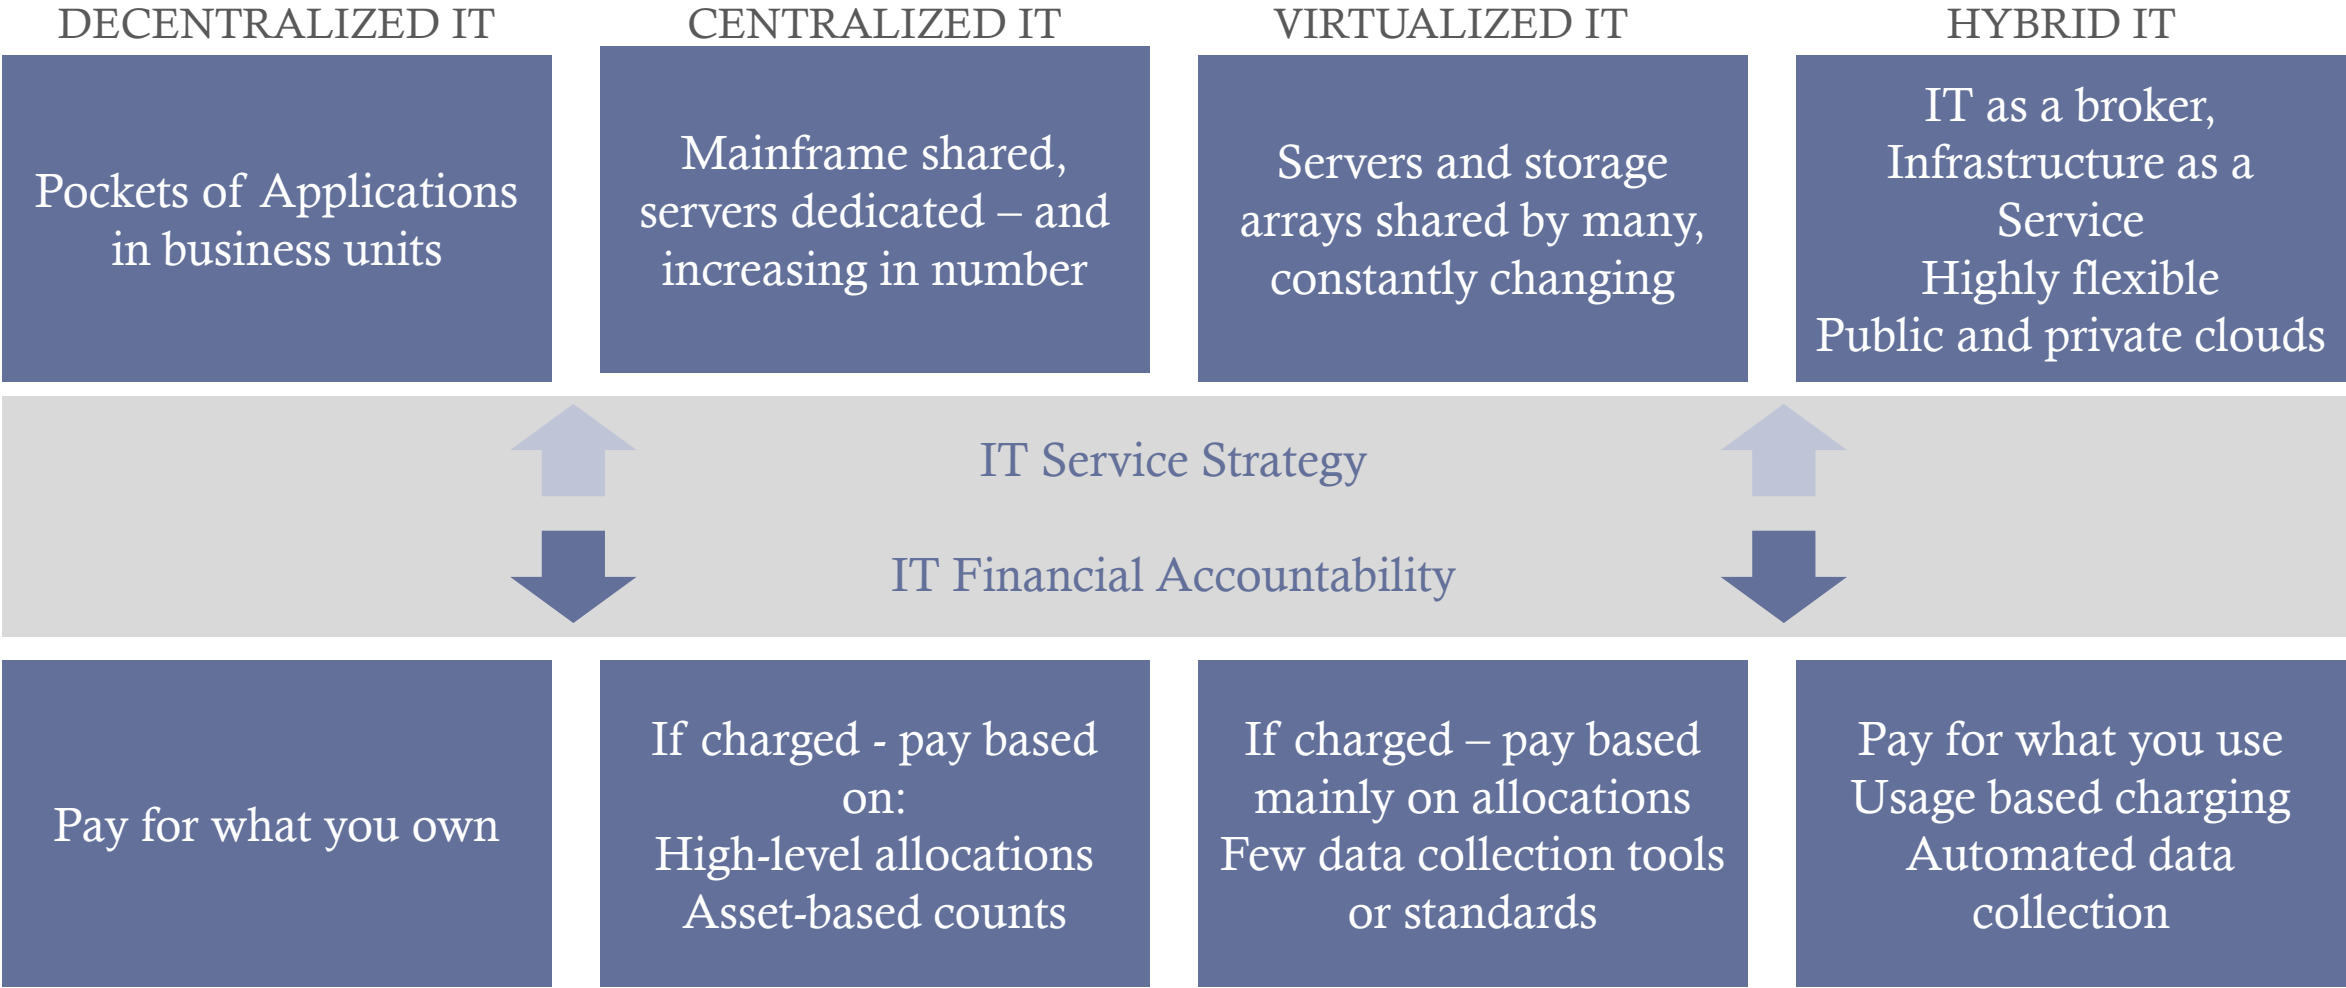 DECENTRALIZED IT
CENTRALIZED IT
VIRTUALIZED IT
HYBRID IT
Pockets of Applications
in business units
Mainframe shared,
servers dedicated – and
increasing in number
Servers and storage
arrays shared by many,
constantly changing
IT as a broker,
Infrastructure as a
Service
Highly flexible
Public and private clouds
IT Service Strategy
IT Financial Accountability
Pay for what you own
If charged - pay based
on:
High-level allocations
Asset-based counts
If charged – pay based
mainly on allocations
Few data collection tools
or standards
Pay for what you use
Usage based charging
Automated data
collection